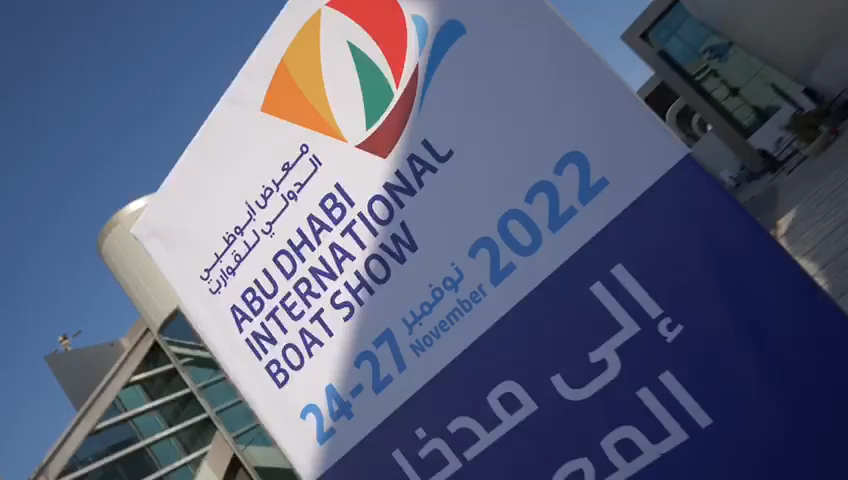 معرض أبوظبي
الدولي للقوارب
ABU DHABI
INTERNATIONAL
BOAT SHOW
24-27 نوفمبر November 2022
إلى مدخل